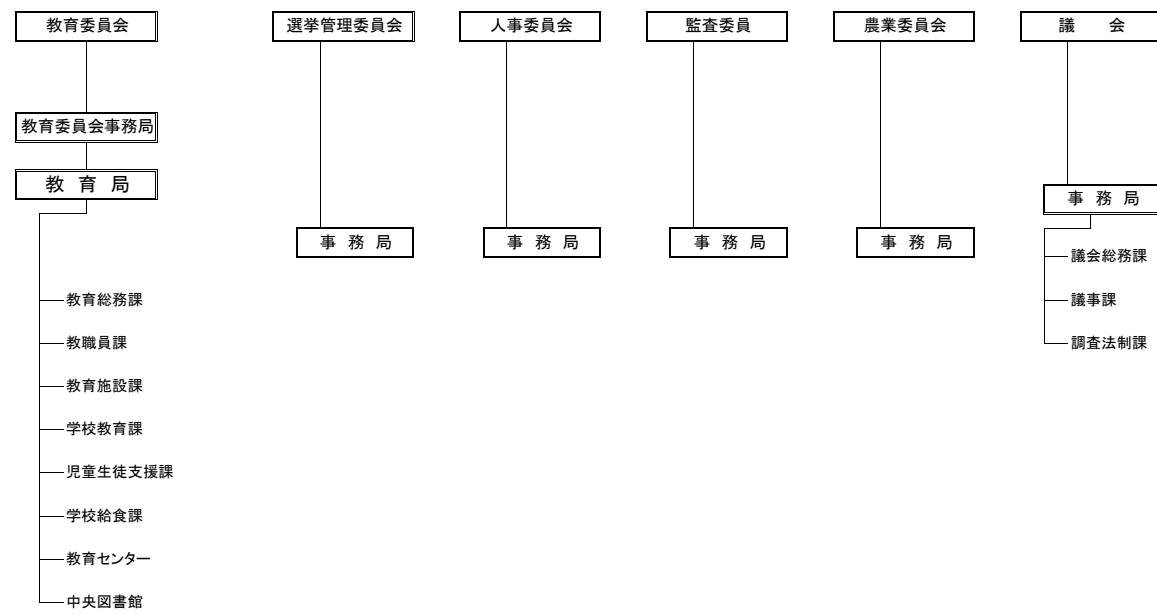 教育委員会
選挙管理委員会
人事委員会
監査委員
農業委員会
議　会
教育委員会事務局
教 育 局
事 務 局
事 務 局
事 務 局
事 務 局
事 務 局
議会総務課
議事課
調査法制課
教育総務課
教職員課
教育施設課
学校教育課
児童生徒支援課
学校給食課
教育センター
中央図書館